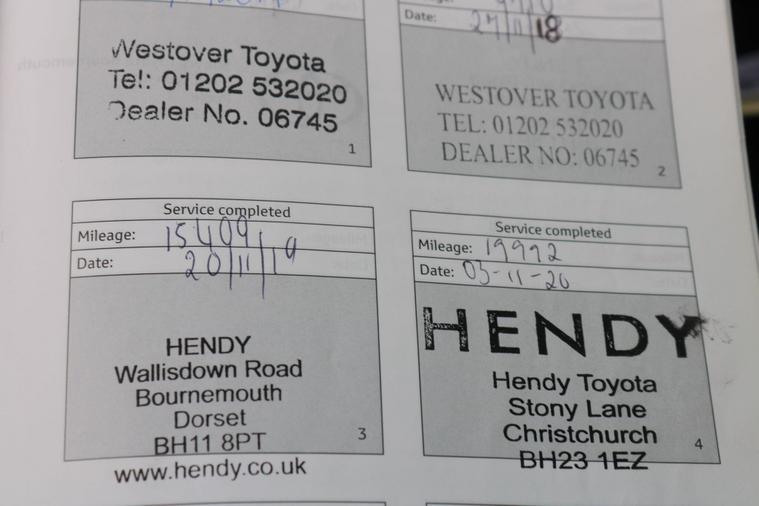 Westover Toyota
Tel: 01202 532020
Dealer No. 06745
1
Date: 27/11/18
WESTOVER TOYOTA
TEL: 01202 532020
DEALER NO: 06745
2
Service completed
Mileage: 15409
Date: 20/11/19
HENDY
Wallisdown Road
Bournemouth
Dorset
BH11 8PT
www.hendy.co.uk
3
Service completed
Mileage: 19992
Date: 05-11-20
HENDY
Hendy Toyota
Stony Lane
Christchurch
BH23 1EZ
4